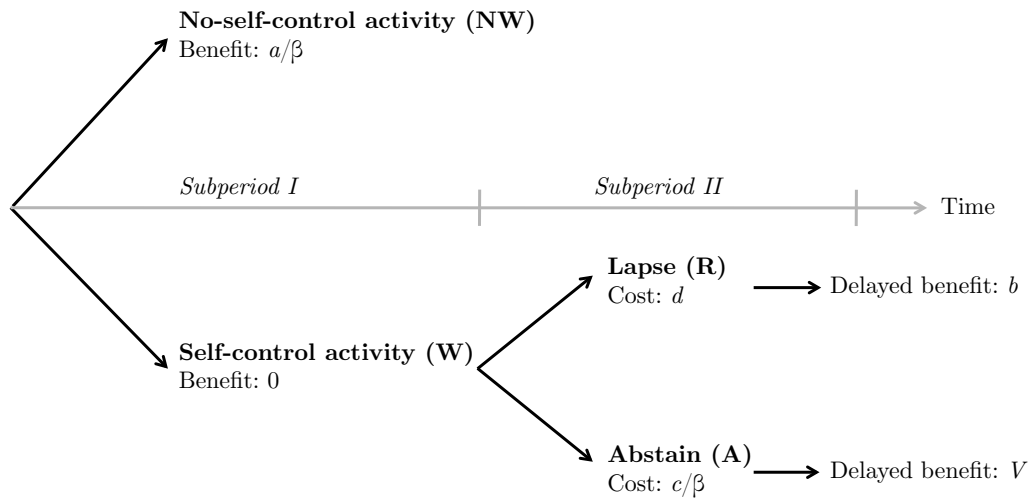 No-self-control activity (NW)
Benefit: a/β
Subperiod I
Subperiod II
Time
Lapse (R)
Cost: d
Delayed benefit: b
Self-control activity (W)
Benefit: 0
Abstain (A)
Cost: c/β
Delayed benefit: V